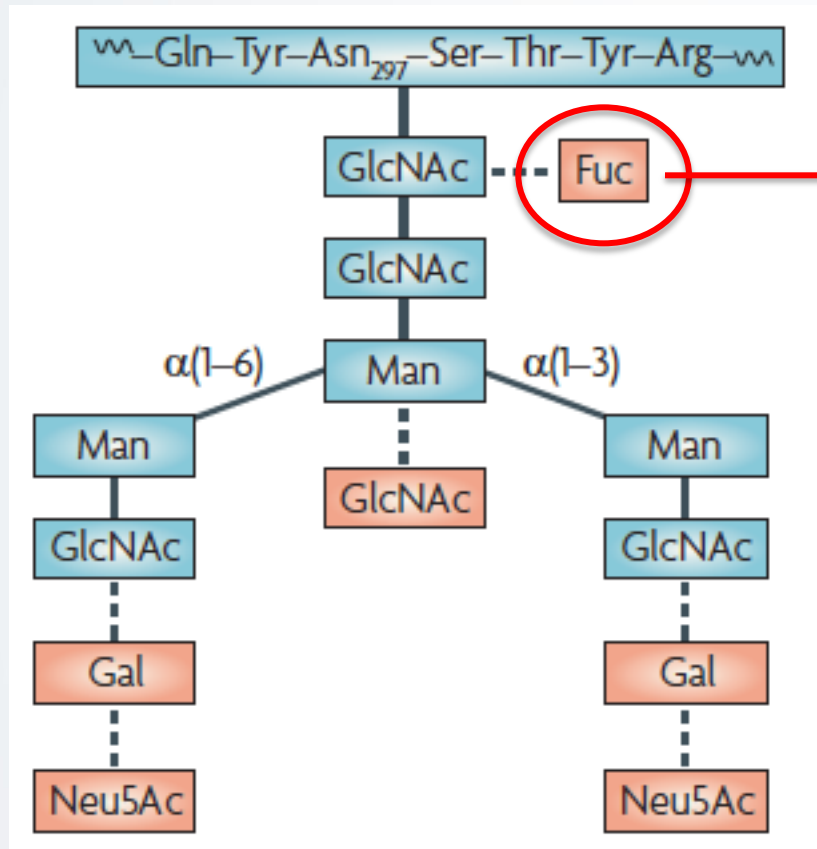 –Gln–Tyr–Asn297–Ser–Thr–Tyr–Arg–
GlcNAc Fuc
GlcNAc
α(1–6) Man α(1–3)
Man Man
GlcNAc
GlcNAc GlcNAc
Gal Gal
Neu5Ac Neu5Ac